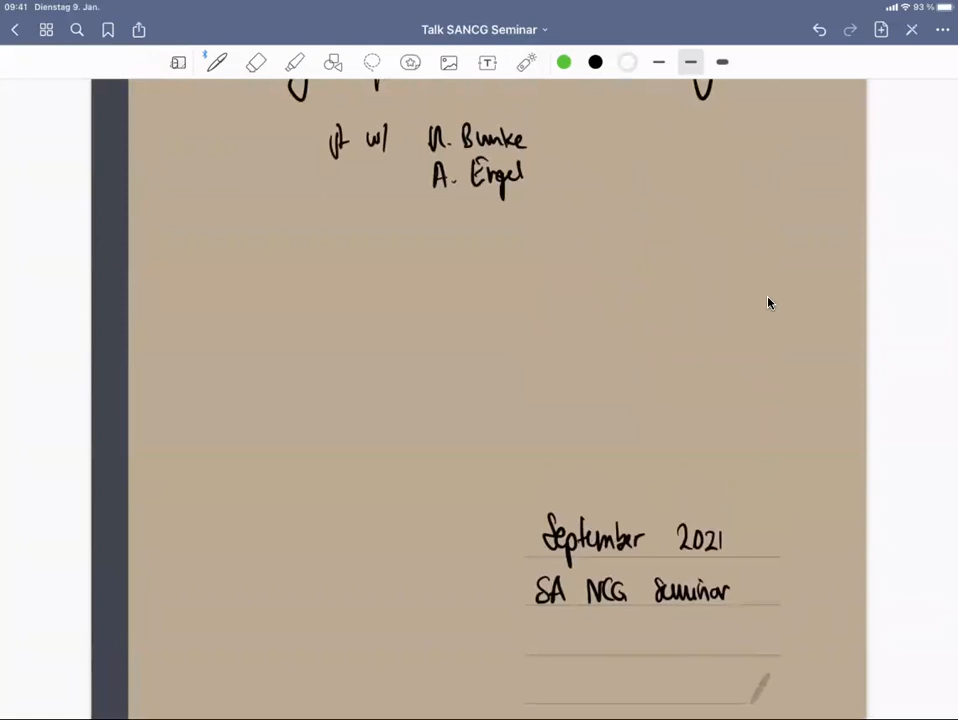 09:41 Dienstag 9. Jan. 93 %
Talk SANCG Seminar
jt w/ U. Bunke
A. Engel
September 2021
SA NCG Seminar